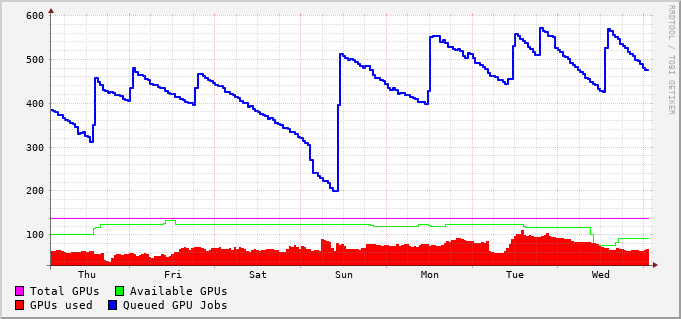 600
500
400
300
200
100
Thu Fri Sat Sun Mon Tue Wed
Total GPUs Available GPUs
GPUs used Queued GPU Jobs
RRDTOOL / TOBI OETIKER